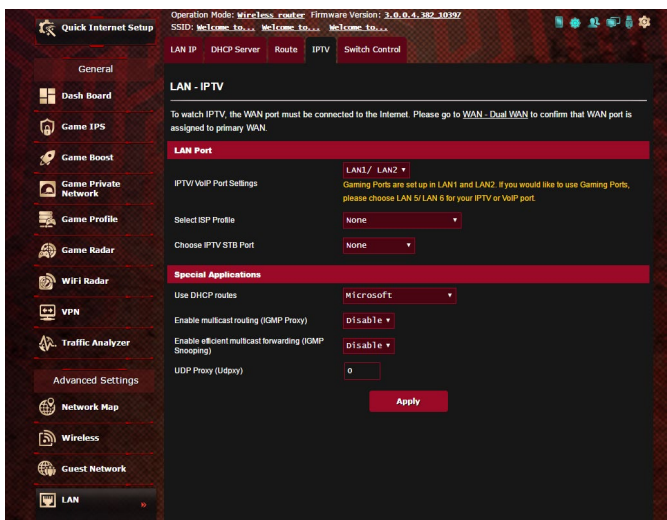 Quick Internet Setup
General
Dash Board
Game IPS
Game Boost
Game Private
Network
Game Profile
Game Radar
WiFi Radar
VPN
Traffic Analyzer
Advanced Settings
Network Map
Wireless
Guest Network
LAN
Operation Mode: Wireless router Firmware Version: 3.0.0.4.382_10397
SSID: Welcome to... Welcome to... Welcome to...
LAN IP DHCP Server Route IPTV Switch Control
LAN - IPTV
To watch IPTV, the WAN port must be connected to the Internet. Please go to WAN - Dual WAN to confirm that WAN port is
assigned to primary WAN.
LAN Port
IPTV/ VoIP Port Settings LAN1/ LAN2
Gaming Ports are set up in LAN1 and LAN2. If you would like to use Gaming Ports,
please choose LAN 5/ LAN 6 for your IPTV or VoIP port.
Select ISP Profile None
Choose IPTV STB Port None
Special Applications
Use DHCP routes Microsoft
Enable multicast routing (IGMP Proxy) Disable
Enable efficient multicast forwarding (IGMP
Snooping) Disable
UDP Proxy (Udpxy) 0
Apply